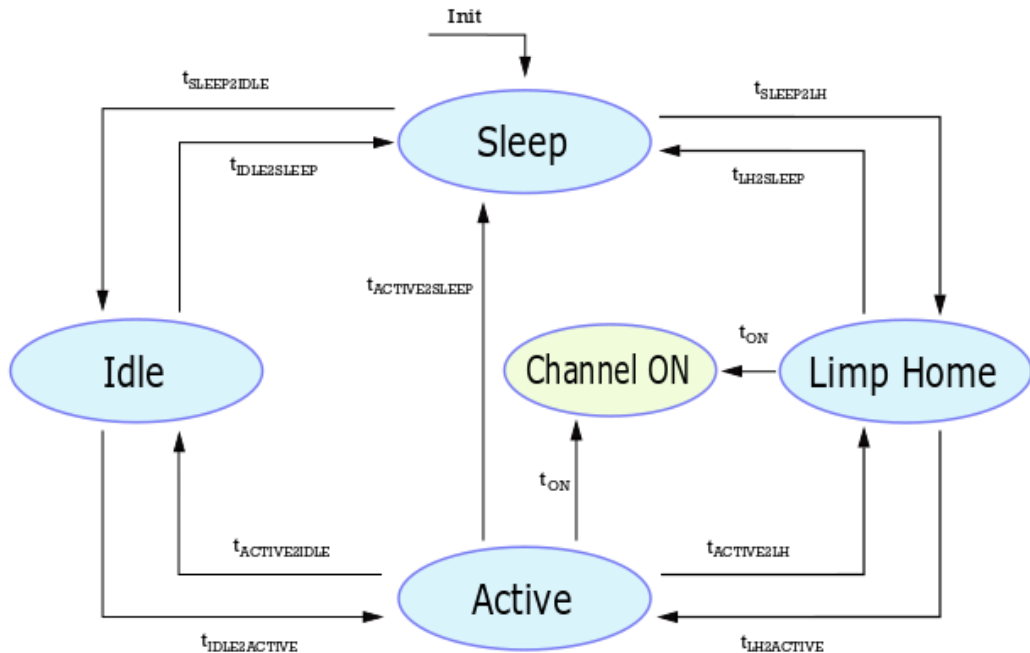 Init
tSLEEP2IDLE
tSLEEP2LH
Sleep
tIDLE2SLEEP
tLH2SLEEP
tACTIVE2SLEEP
tON
Idle
Channel ON
Limp Home
tON
tACTIVE2IDLE
tACTIVE2LH
Active
tIDLE2ACTIVE
tLH2ACTIVE